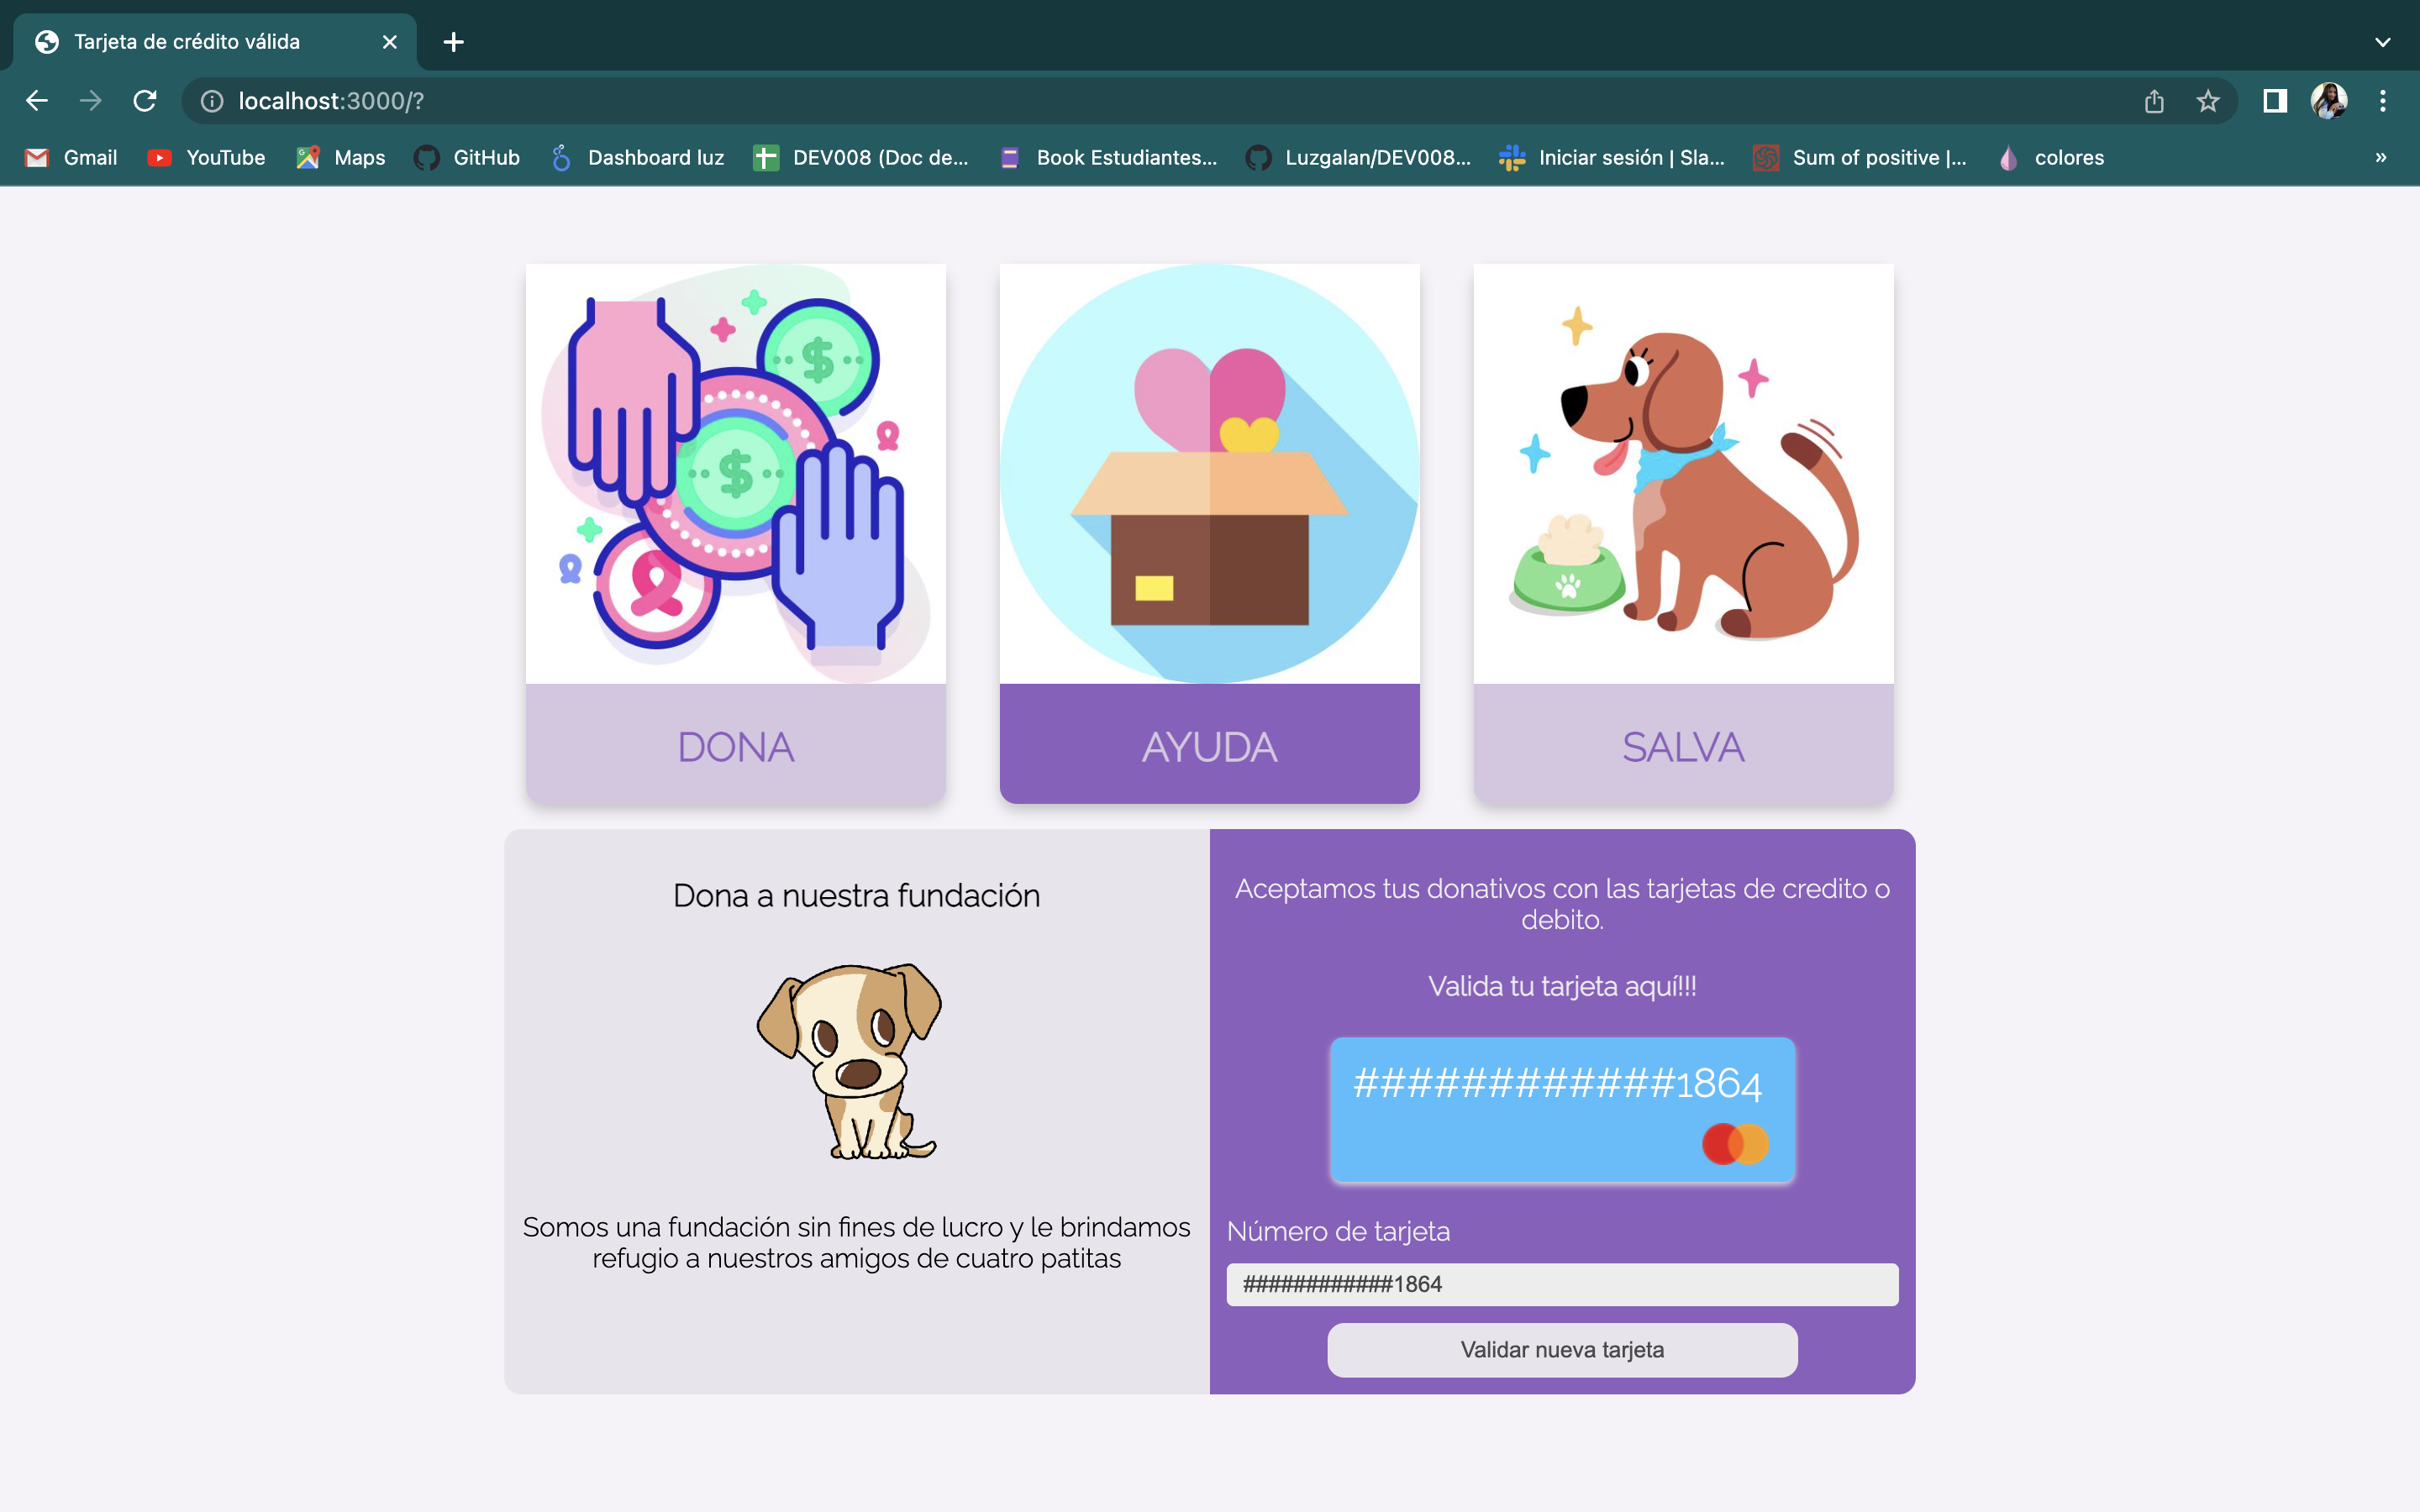 Tarjeta de crédito válida
localhost:3000/?
Gmail
YouTube
Maps
GitHub
Dashboard luz
DEV008 (Doc de...
Book Estudiantes...
Luzgalan/DEV008...
Iniciar sesión | Sla...
Sum of positive |...
colores
»
$
$
DONA
AYUDA
SALVA
Dona a nuestra fundación
Somos una fundación sin fines de lucro y le brindamos
refugio a nuestros amigos de cuatro patitas
Aceptamos tus donativos con las tarjetas de credito o
debito.
Valida tu tarjeta aquí!!!
############1864
Número de tarjeta
############1864
Validar nueva tarjeta